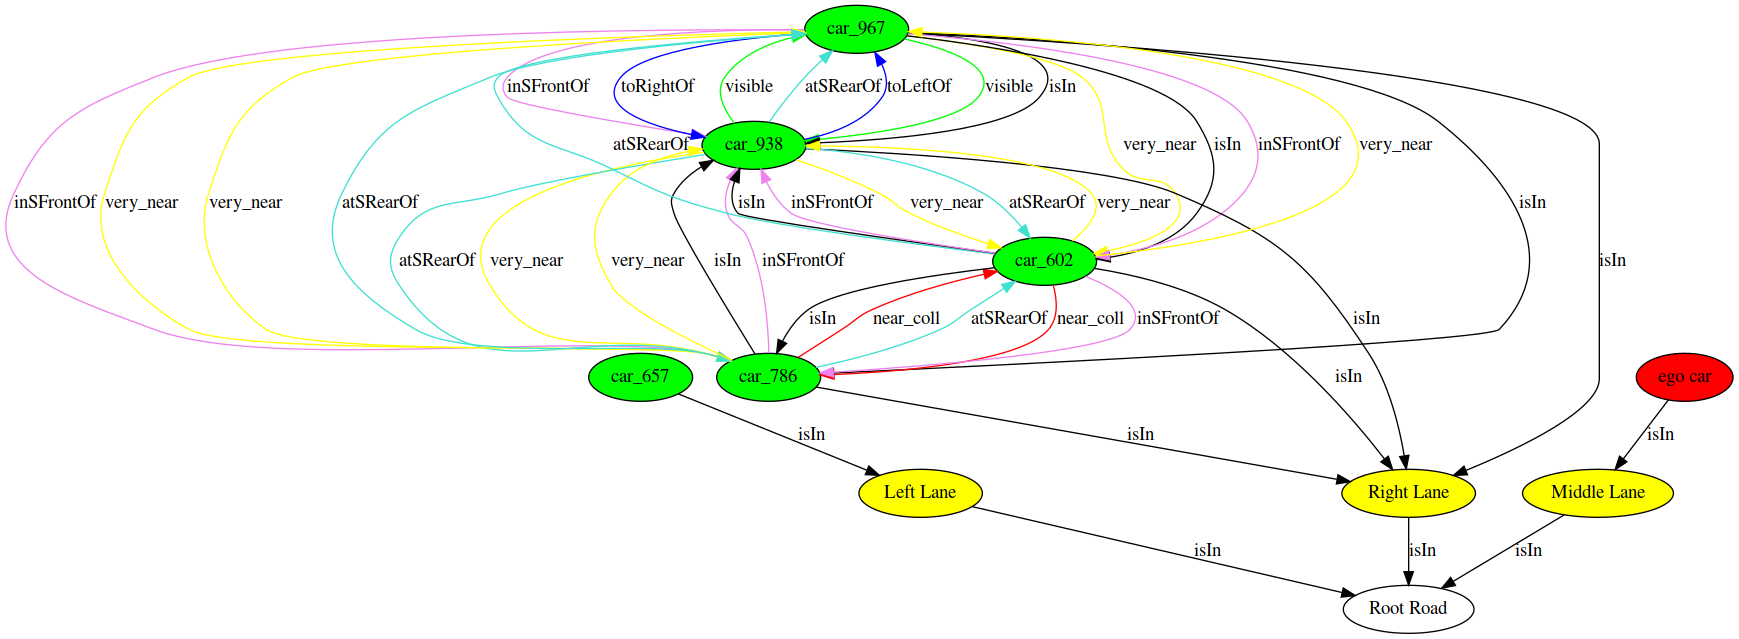 car_967
inSFrontOf toRightOf visible atSRearOf toLeftOf visible isIn
atSRearOf car_938 very_near isIn inSFrontOf very_near
inSFrontOf very_near very_near atSRearOf isIn inSFrontOf very_near atSRearOf very_near isIn
atSRearOf very_near very_near isIn inSFrontOf car_602 isIn
isIn near_coll atSRearOf near_coll inSFrontOf isIn
car_657 car_786 isIn ego car
isIn isIn isIn
Left Lane Right Lane Middle Lane
isIn isIn isIn
Root Road